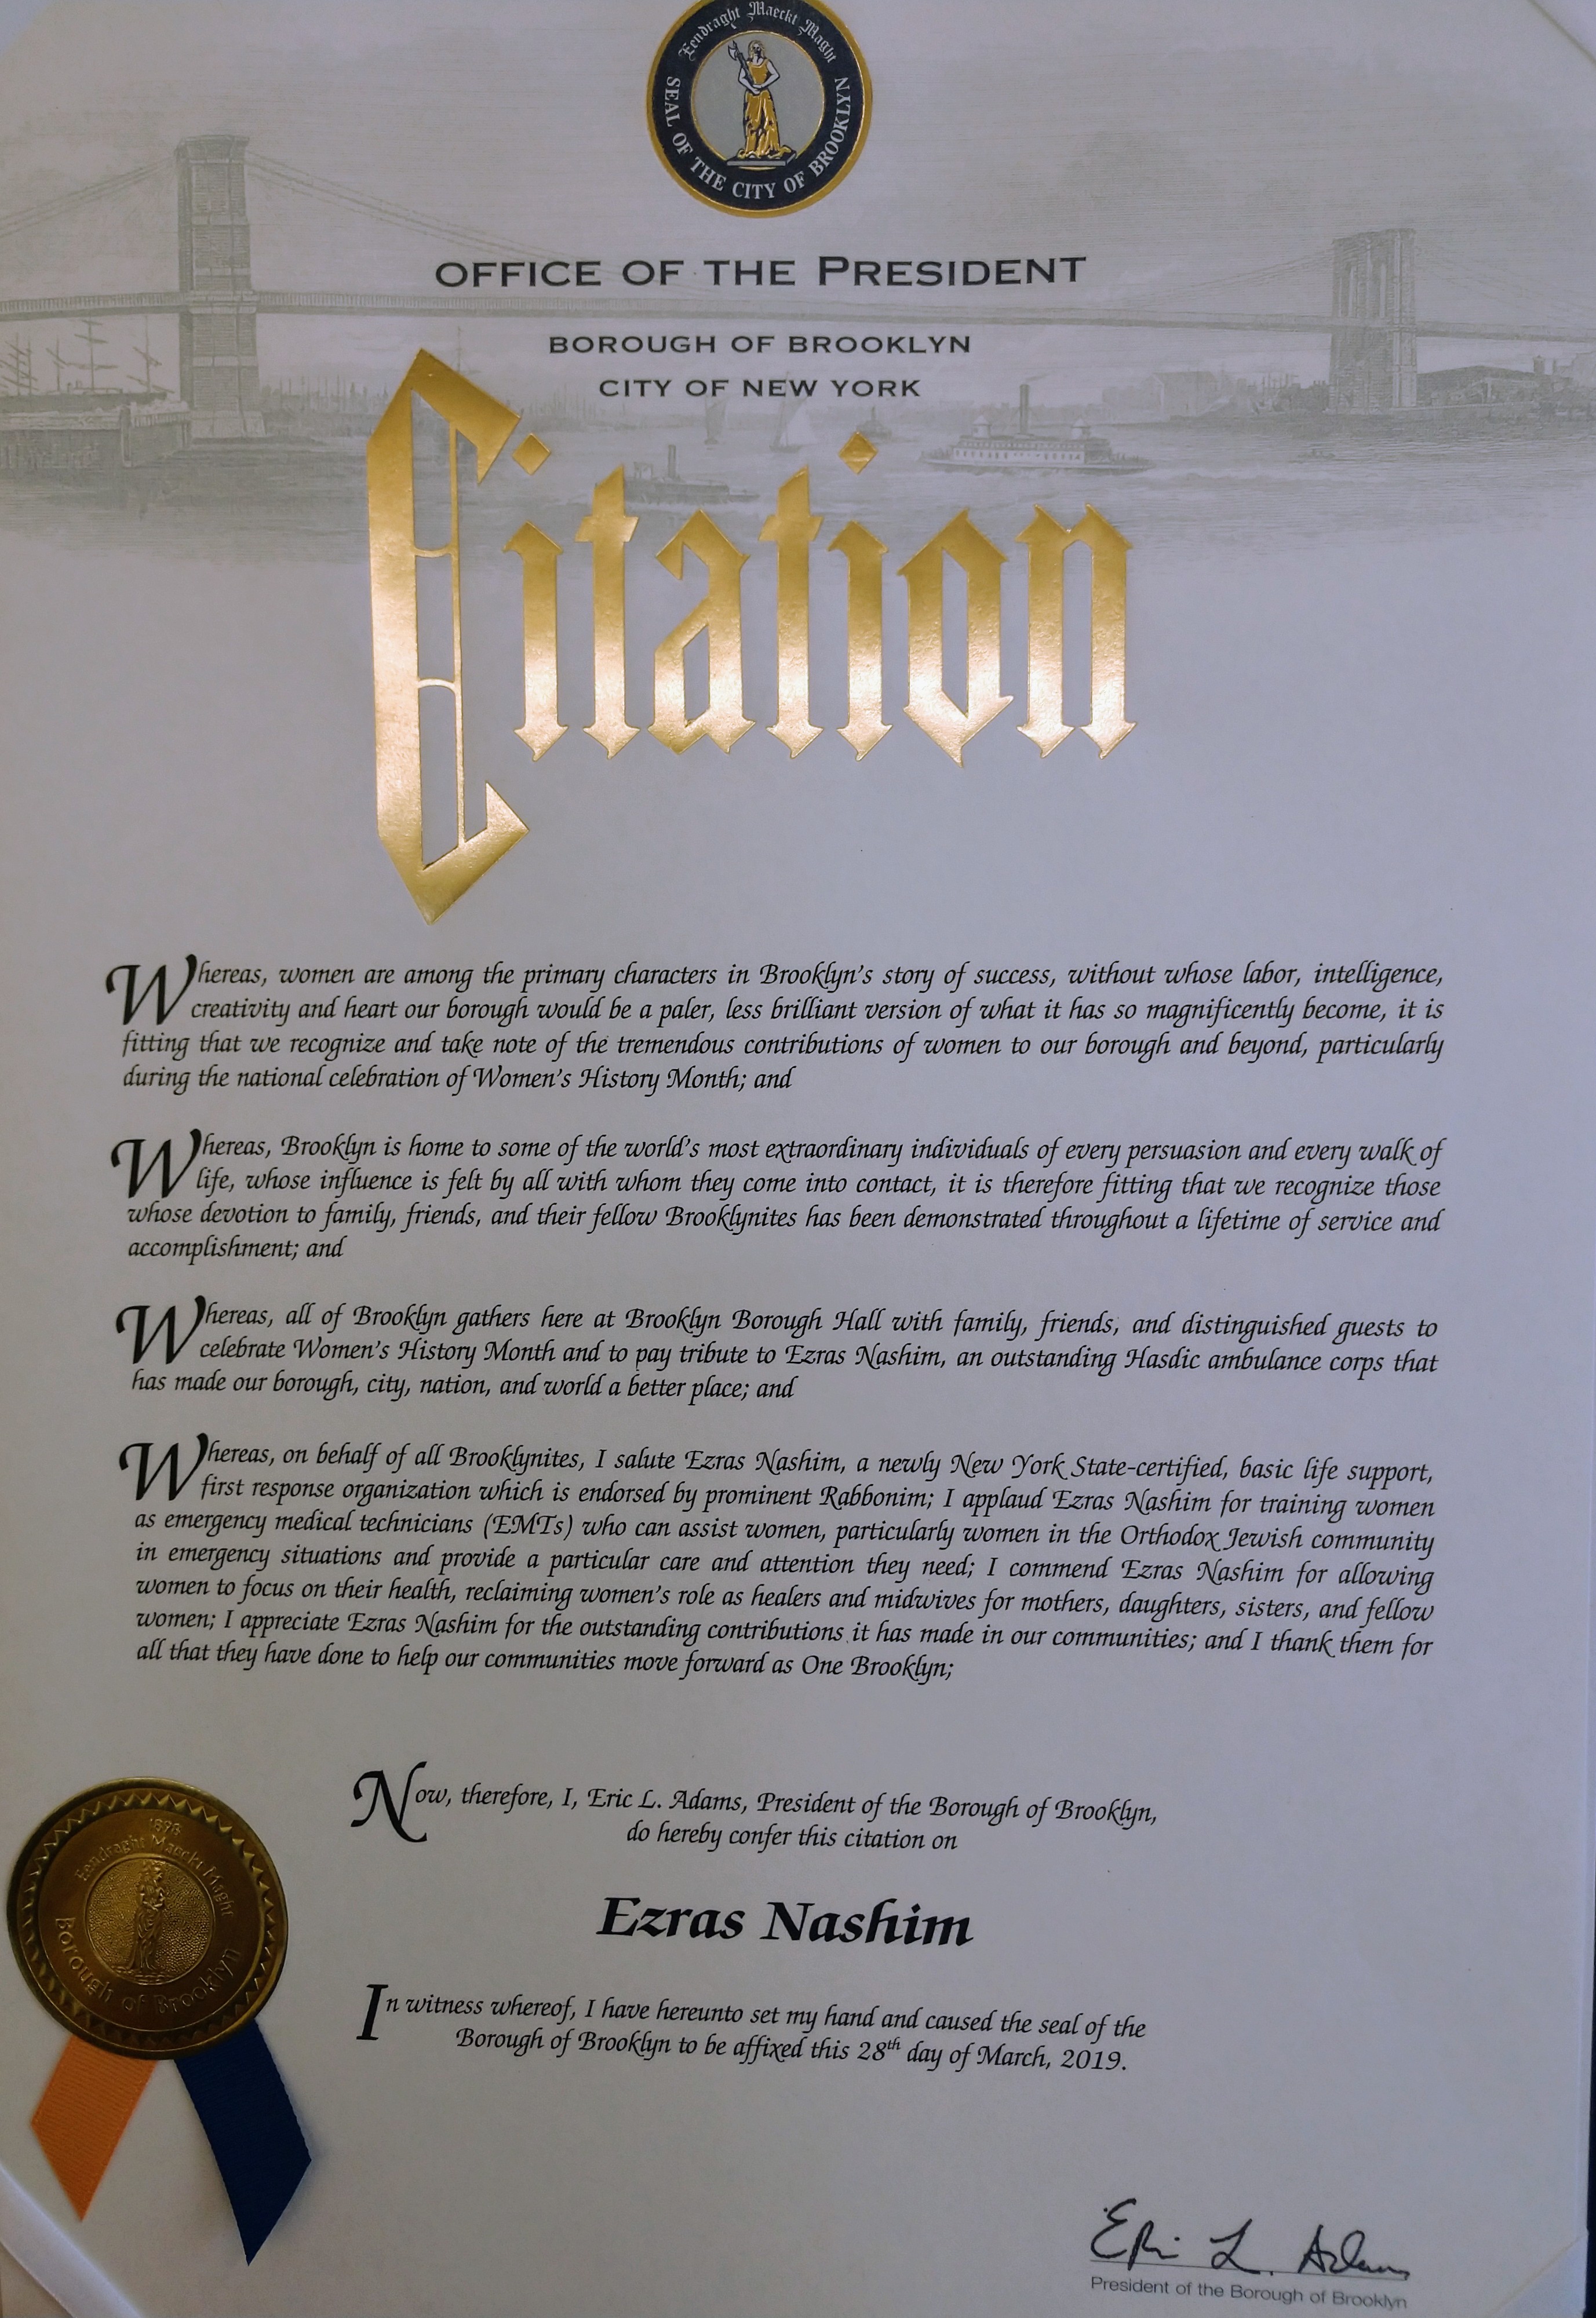 Eendraght Maeckt Maght
SEAL OF THE CITY OF BROOKLYN
OFFICE OF THE PRESIDENT
BOROUGH OF BROOKLYN
CITY OF NEW YORK
Citation
Whereas, women are among the primary characters in Brooklyn's story of success, without whose labor, intelligence,
creativity and heart our borough would be a paler, less brilliant version of what it has so magnificently become, it is
fitting that we recognize and take note of the tremendous contributions of women to our borough and beyond, particularly
during the national celebration of Women's History Month; and
Whereas, Brooklyn is home to some of the world's most extraordinary individuals of every persuasion and every walk of
life, whose influence is felt by all with whom they come into contact, it is therefore fitting that we recognize those
whose devotion to family, friends, and their fellow Brooklynites has been demonstrated throughout a lifetime of service and
accomplishment; and
Whereas, all of Brooklyn gathers here at Brooklyn Borough Hall with family, friends, and distinguished guests to
celebrate Women's History Month and to pay tribute to Ezras Nashim, an outstanding Hasdic ambulance corps that
has made our borough, city, nation, and world a better place; and
Whereas, on behalf of all Brooklynites, I salute Ezras Nashim, a newly New York State-certified, basic life support,
first response organization which is endorsed by prominent Rabbonim; I applaud Ezras Nashim for training women
as emergency medical technicians (EMTs) who can assist women, particularly women in the Orthodox Jewish community
in emergency situations and provide a particular care and attention they need; I commend Ezras Nashim for allowing
women to focus on their health, reclaiming women's role as healers and midwives for mothers, daughters, sisters, and fellow
women; I appreciate Ezras Nashim for the outstanding contributions it has made in our communities; and I thank them for
all that they have done to help our communities move forward as One Brooklyn;
Now, therefore, I, Eric L. Adams, President of the Borough of Brooklyn,
do hereby confer this citation on
Ezras Nashim
In witness whereof, I have hereunto set my hand and caused the seal of the
Borough of Brooklyn to be affixed this 28th day of March, 2019.
1898
Eendraght Maeckt Maght
Borough of Brooklyn
Eric L. Adams
President of the Borough of Brooklyn